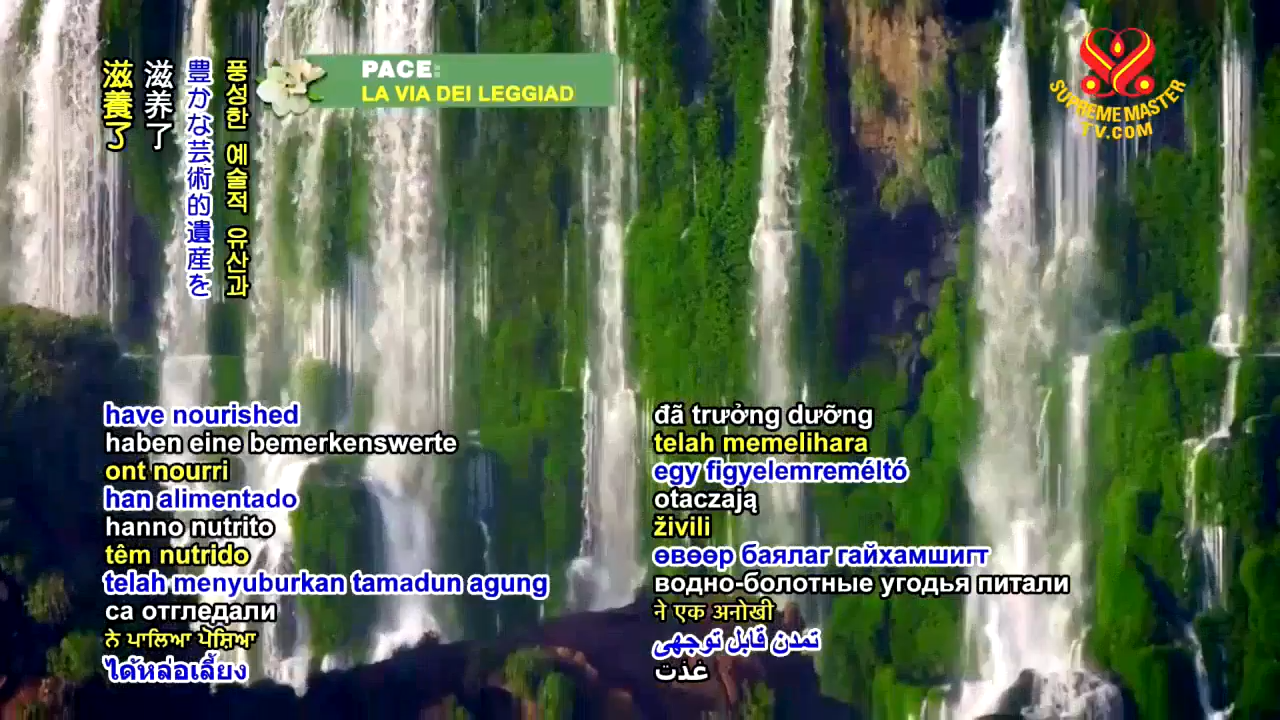 滋養了
滋养了
豊かな芸術的遺産を
풍성한 예술적 유산과
PACE:
LA VIA DEI LEGGIAD
SUPREME MASTER
TV.COM
have nourished
haben eine bemerkenswerte
ont nourri
han alimentado
hanno nutrito
têm nutrido
telah menyuburkan tamadun agung
са отгледали
ਨੇ ਪਾਲਿਆ ਪੋਸ਼ਿਆ
ได้หล่อเลี้ยง
đã trưởng dưỡng
telah memelihara
egy figyelemreméltó
otaczają
živili
өвөөр баялаг гайхамшигт
водно-болотные угодья питали
ने एक अनोखी
تمدن قابل توجهی
غذت